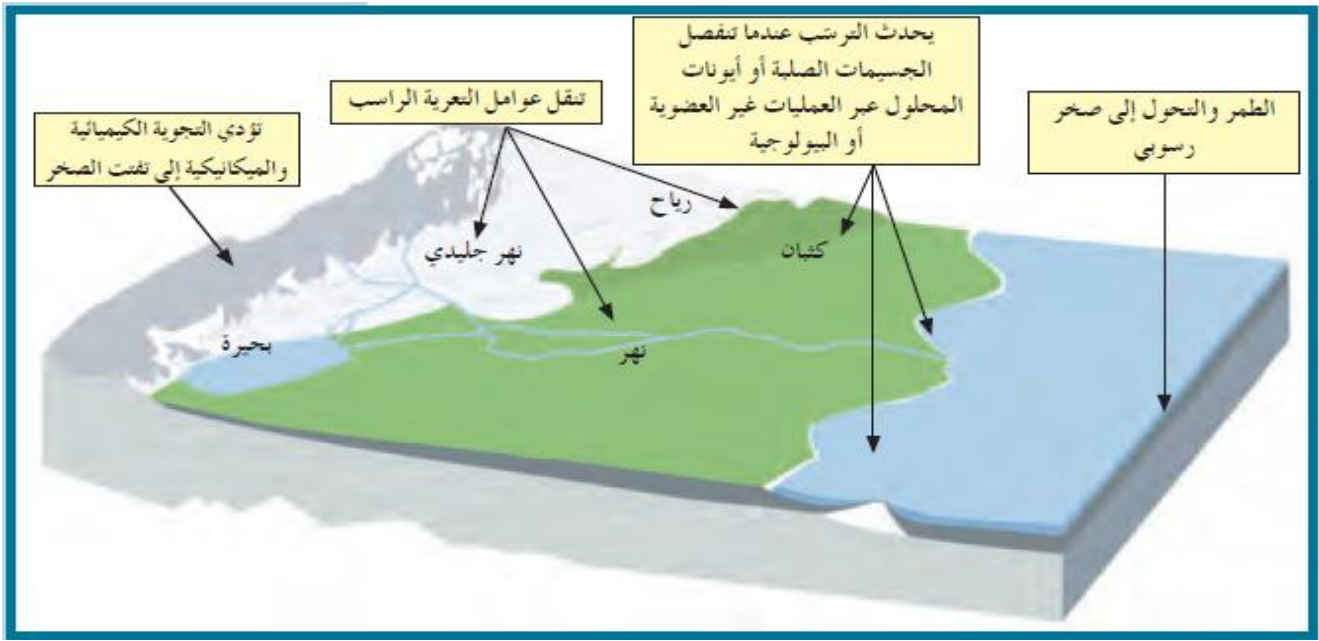 يحدث الترسّب عندما تنفصل
الجسيمات الصلبة أو أيونات
المحلول عبر العمليات غير العضوية
أو البيولوجية
الطمر والتحول إلى صخر
رسوبي
تنقل عوامل التعرية الراسب
تؤدي التجوية الكيميائية
والميكانيكية إلى تفتت الصخر
رياح
كثبان
نهر جليدي
نهر
بحيرة